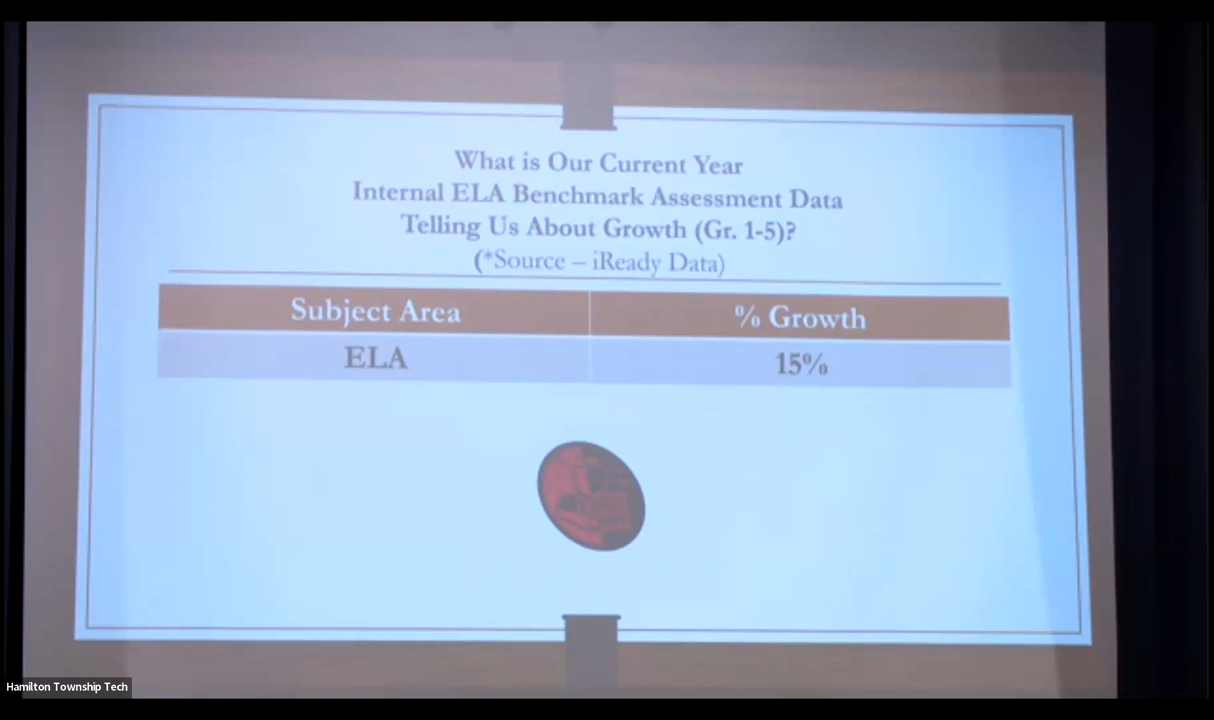 What is Our Current Year
Internal ELA Benchmark Assessment Data
Telling Us About Growth (Gr. 1-5)?
(*Source – iReady Data)
Subject Area % Growth
ELA 15%
Hamilton Township Tech